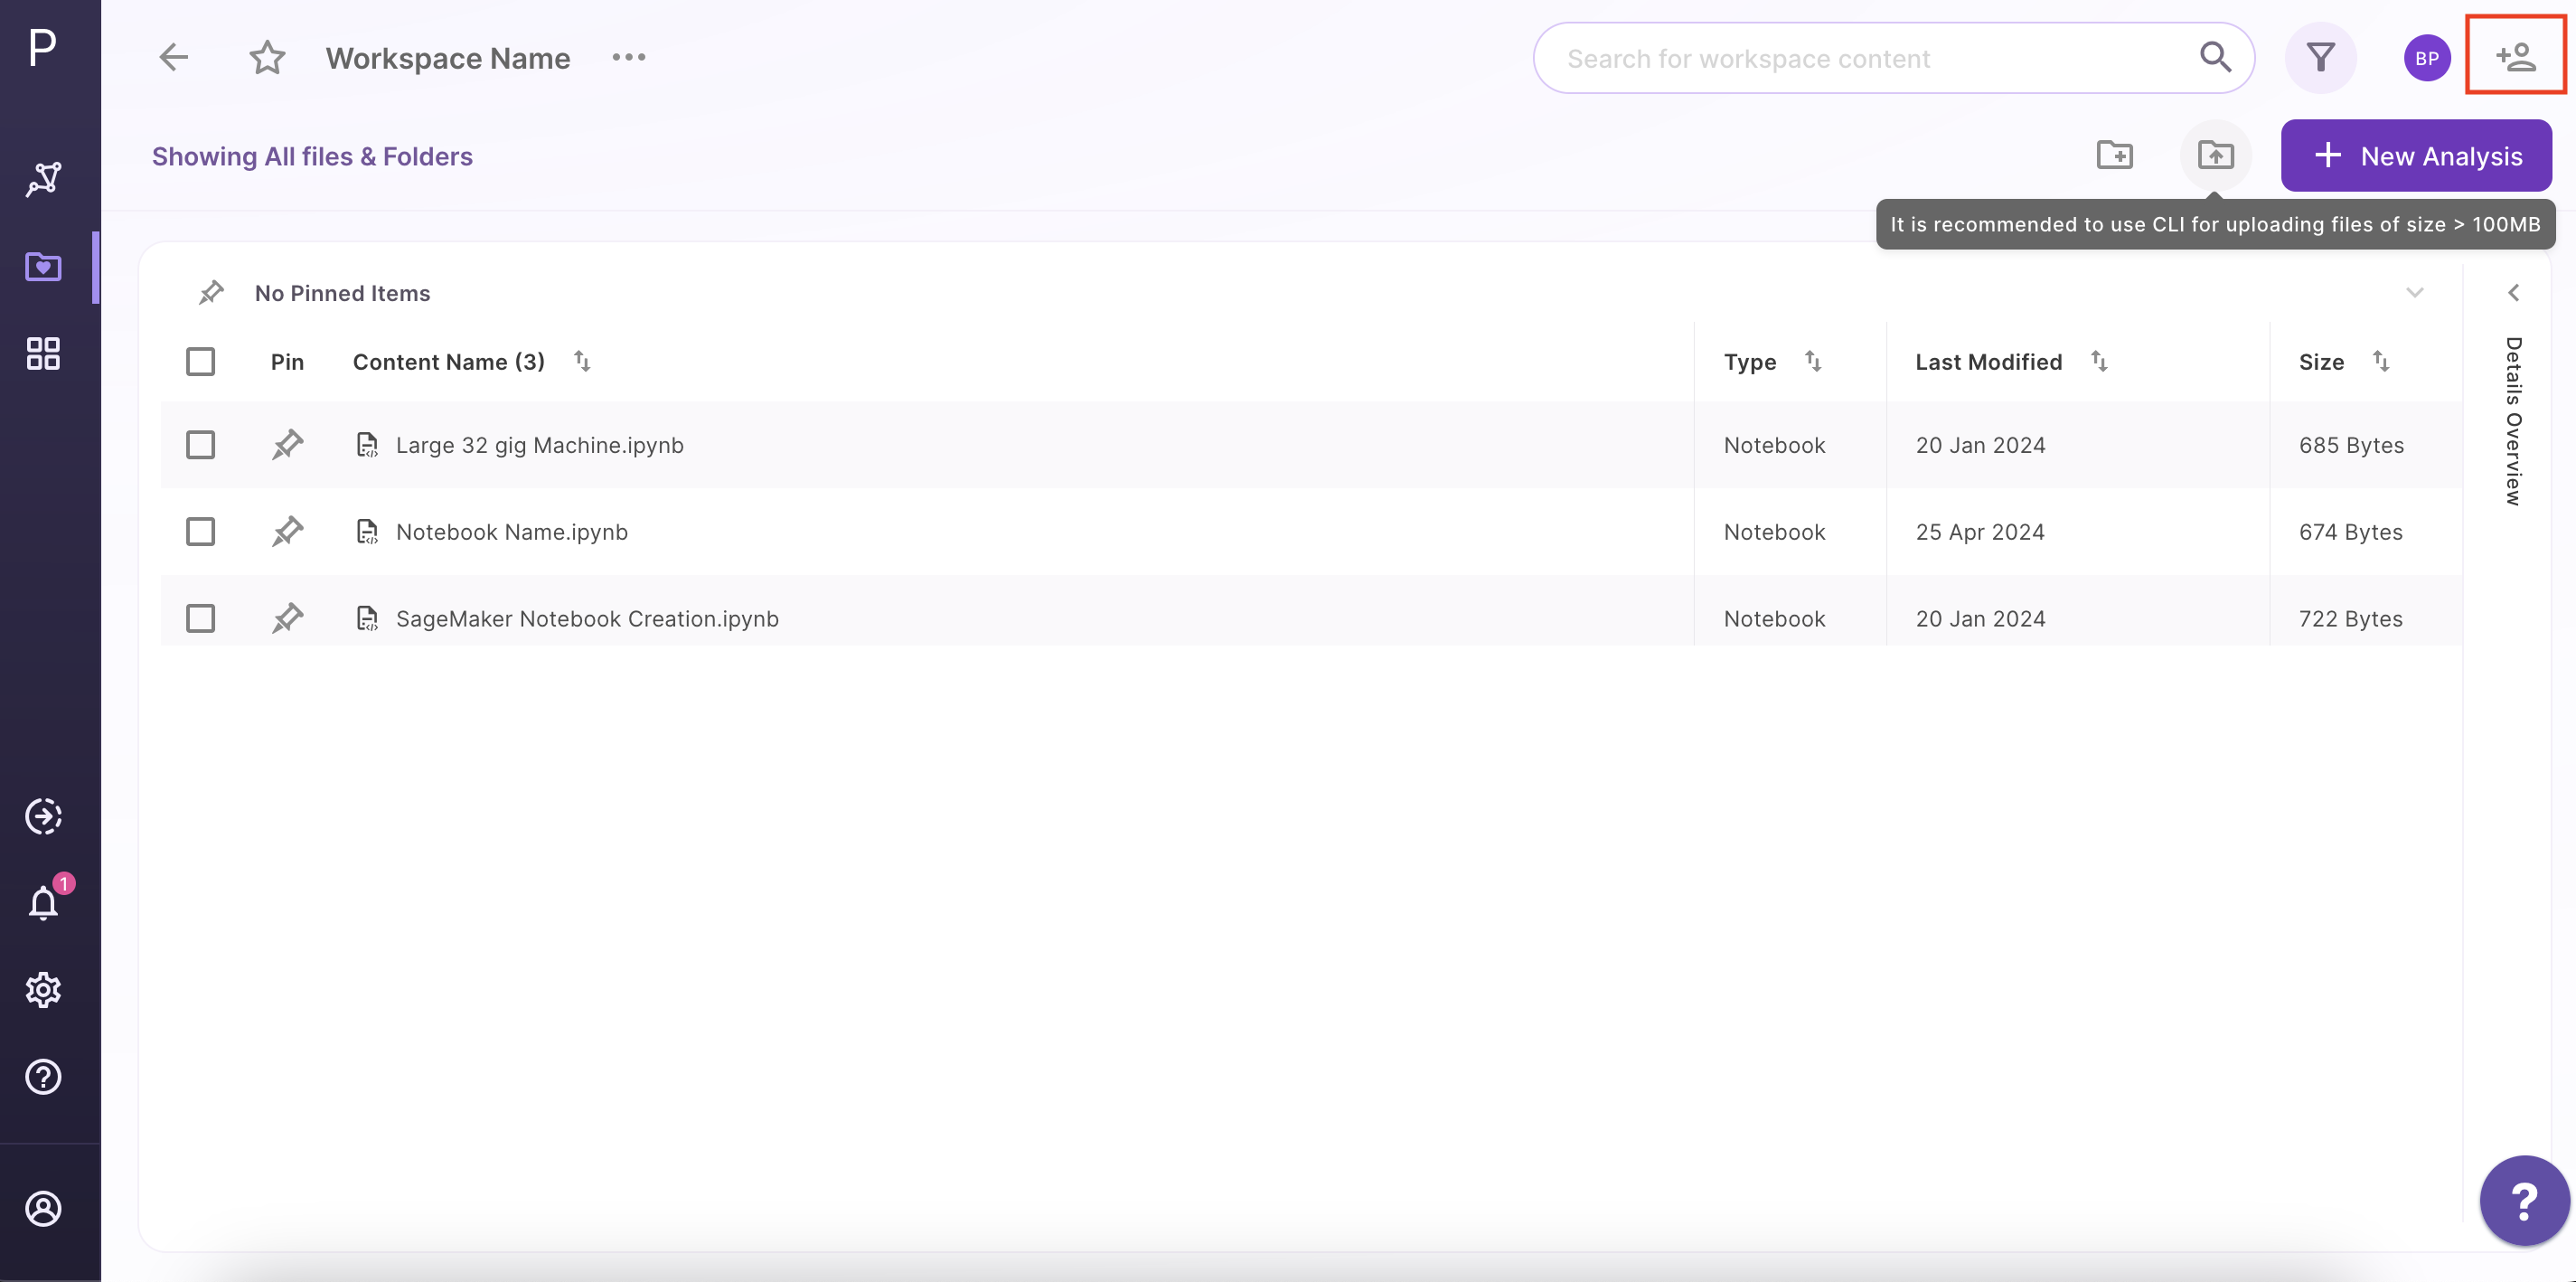 P
Workspace Name
Search for workspace content
BP
Showing All files & Folders
New Analysis
It is recommended to use CLI for uploading files of size > 100MB
No Pinned Items
Pin Content Name (3) Type Last Modified Size
Large 32 gig Machine.ipynb Notebook 20 Jan 2024 685 Bytes
Notebook Name.ipynb Notebook 25 Apr 2024 674 Bytes
SageMaker Notebook Creation.ipynb Notebook 20 Jan 2024 722 Bytes
Details Overview
1
?
?